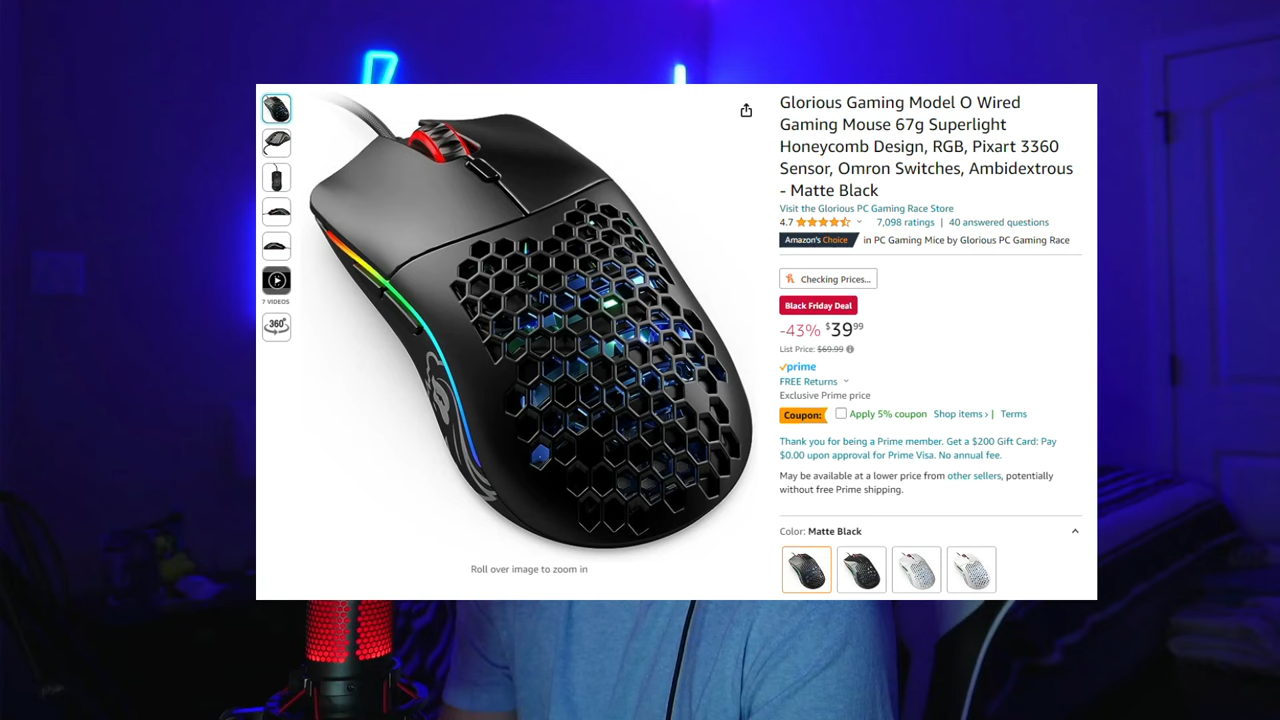 Glorious Gaming Model O Wired
Gaming Mouse 67g Superlight
Honeycomb Design, RGB, Pixart 3360
Sensor, Omron Switches, Ambidextrous
- Matte Black
Visit the Glorious PC Gaming Race Store
4.7 7,098 ratings | 40 answered questions
Amazon's Choice in PC Gaming Mice by Glorious PC Gaming Race
Checking Prices...
Black Friday Deal
-43% $39 99
List Price: $69.99
prime
FREE Returns
Exclusive Prime price
Coupon: Apply 5% coupon Shop items › | Terms
Thank you for being a Prime member. Get a $200 Gift Card: Pay
$0.00 upon approval for Prime Visa. No annual fee.
May be available at a lower price from other sellers, potentially
without free Prime shipping.
Color: Matte Black
7 VIDEOS
360°
Roll over image to zoom in